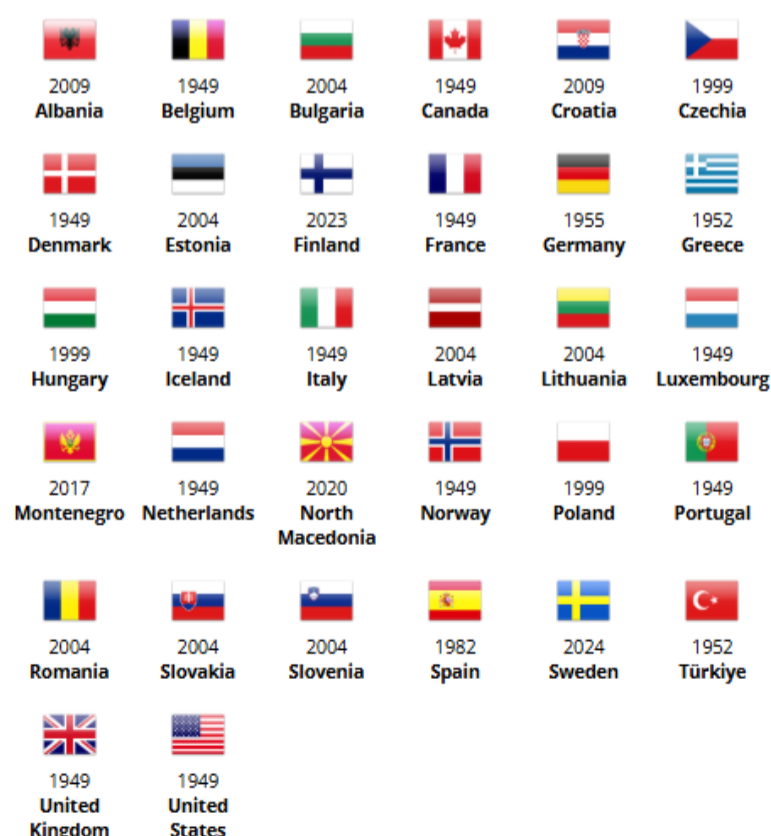 2009 1949 2004 1949 2009 1999
Albania Belgium Bulgaria Canada Croatia Czechia
1949 2004 2023 1949 1955 1952
Denmark Estonia Finland France Germany Greece
1999 1949 1949 2004 2004 1949
Hungary Iceland Italy Latvia Lithuania Luxembourg
2017 1949 2020 1949 1999 1949
Montenegro Netherlands North Norway Poland Portugal
Macedonia
2004 2004 2004 1982 2024 1952
Romania Slovakia Slovenia Spain Sweden Türkiye
1949 1949
United United
Kingdom States